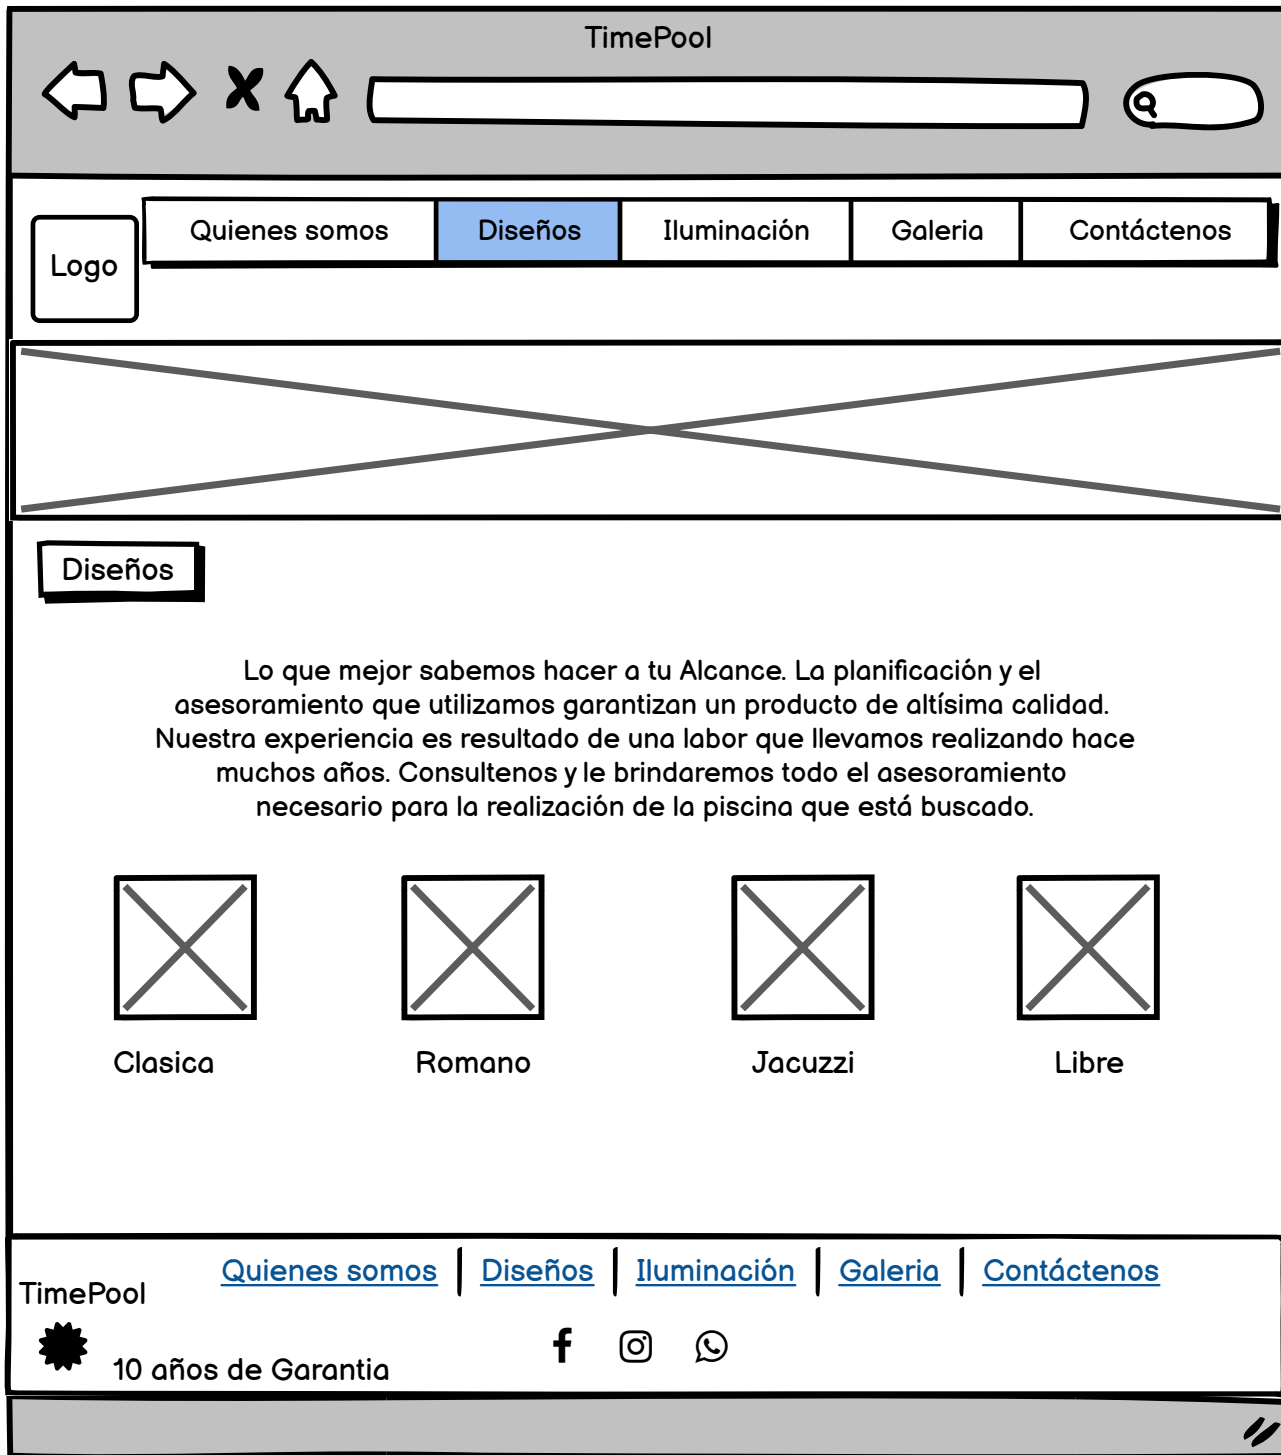 TimePool
Quienes somos
Diseños
Iluminación
Galeria
Contáctenos
Logo
Diseños
Lo que mejor sabemos hacer a tu Alcance. La planificación y el
asesoramiento que utilizamos garantizan un producto de altísima calidad.
Nuestra experiencia es resultado de una labor que llevamos realizando hace
muchos años. Consultenos y le brindaremos todo el asesoramiento
necesario para la realización de la piscina que está buscado.
Clasica
Romano
Jacuzzi
Libre
Quienes somos
Diseños
Iluminación
Galeria
Contáctenos
TimePool
10 años de Garantia